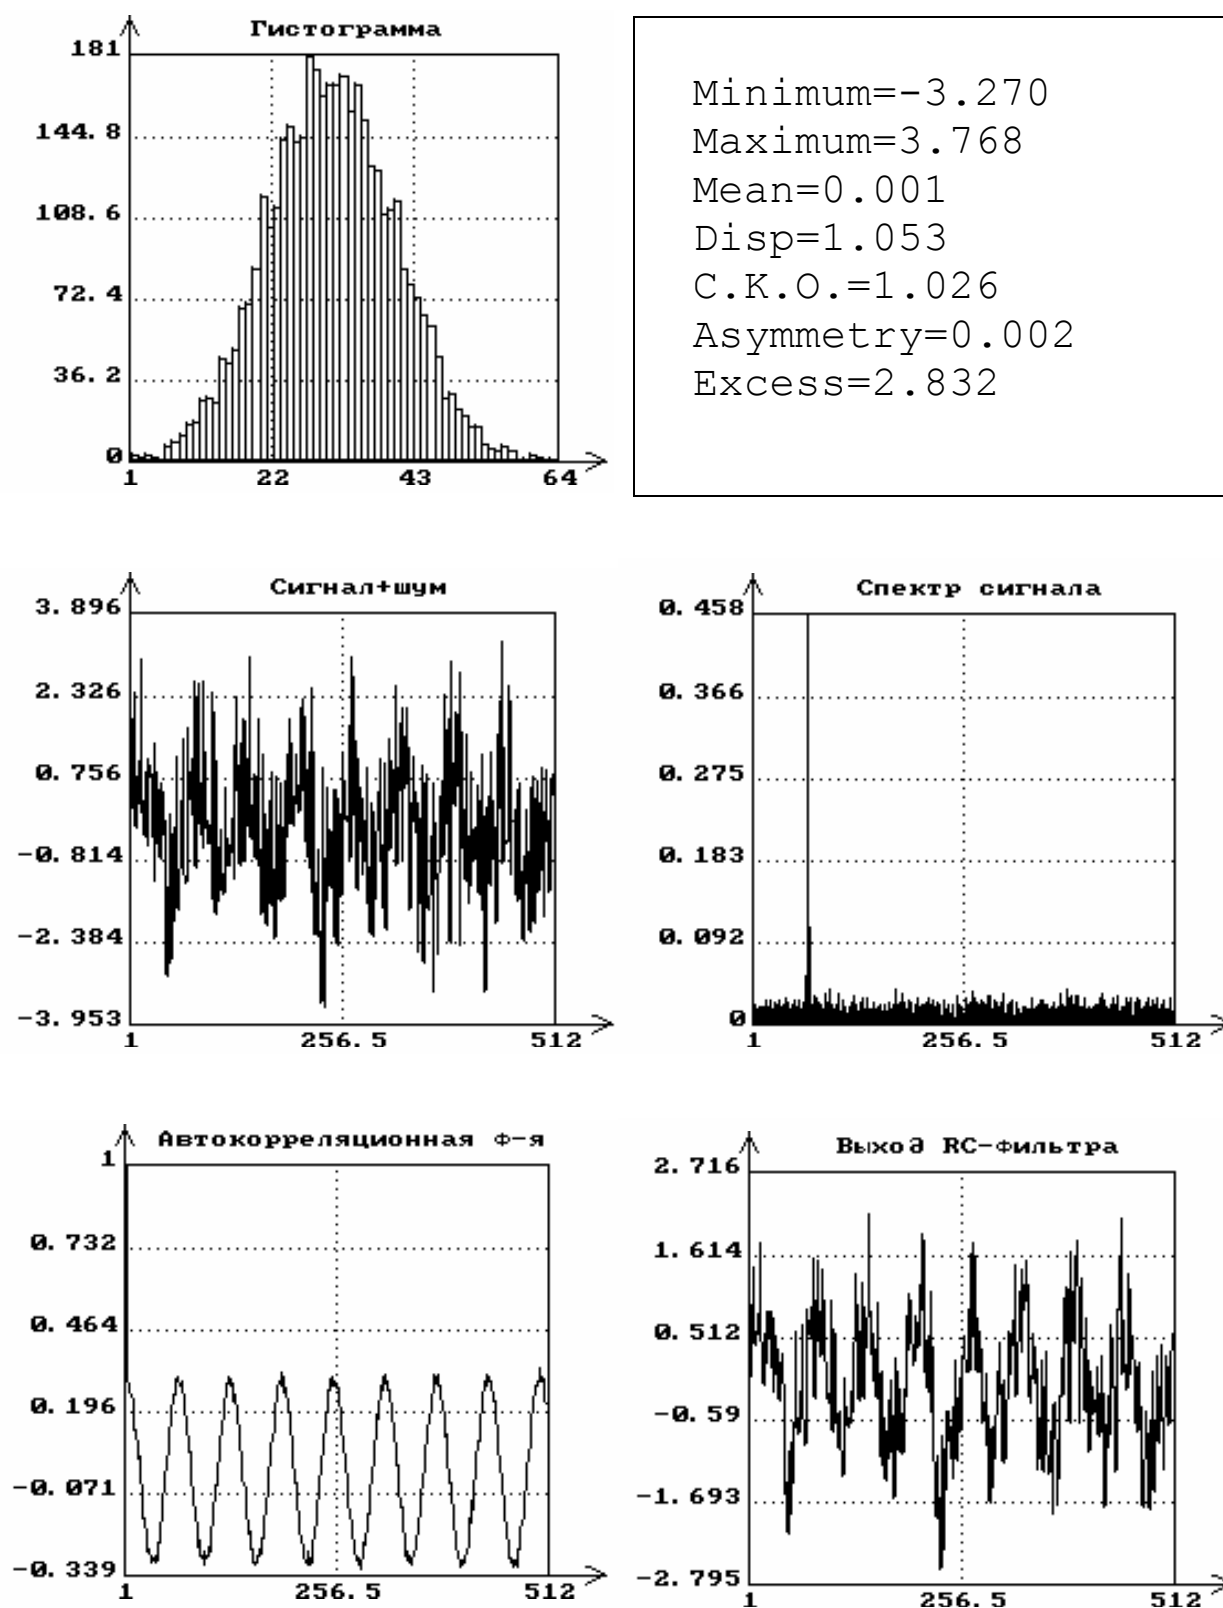 Гистограмма
181
144.8
108.6
72.4
36.2
0
1 22 43 64
Minimum=-3.270
Maximum=3.768
Mean=0.001
Disp=1.053
С.К.О.=1.026
Asymmetry=0.002
Excess=2.832
Сигнал+шум
3.896
2.326
0.756
-0.814
-2.384
-3.953
1 256.5 512
Спектр сигнала
0.458
0.366
0.275
0.183
0.092
0
1 256.5 512
Автокорреляционная Ф-я
1
0.732
0.464
0.196
-0.071
-0.339
1 256.5 512
Выход RC-Фильтра
2.716
1.614
0.512
-0.59
-1.693
-2.795
1 256.5 512